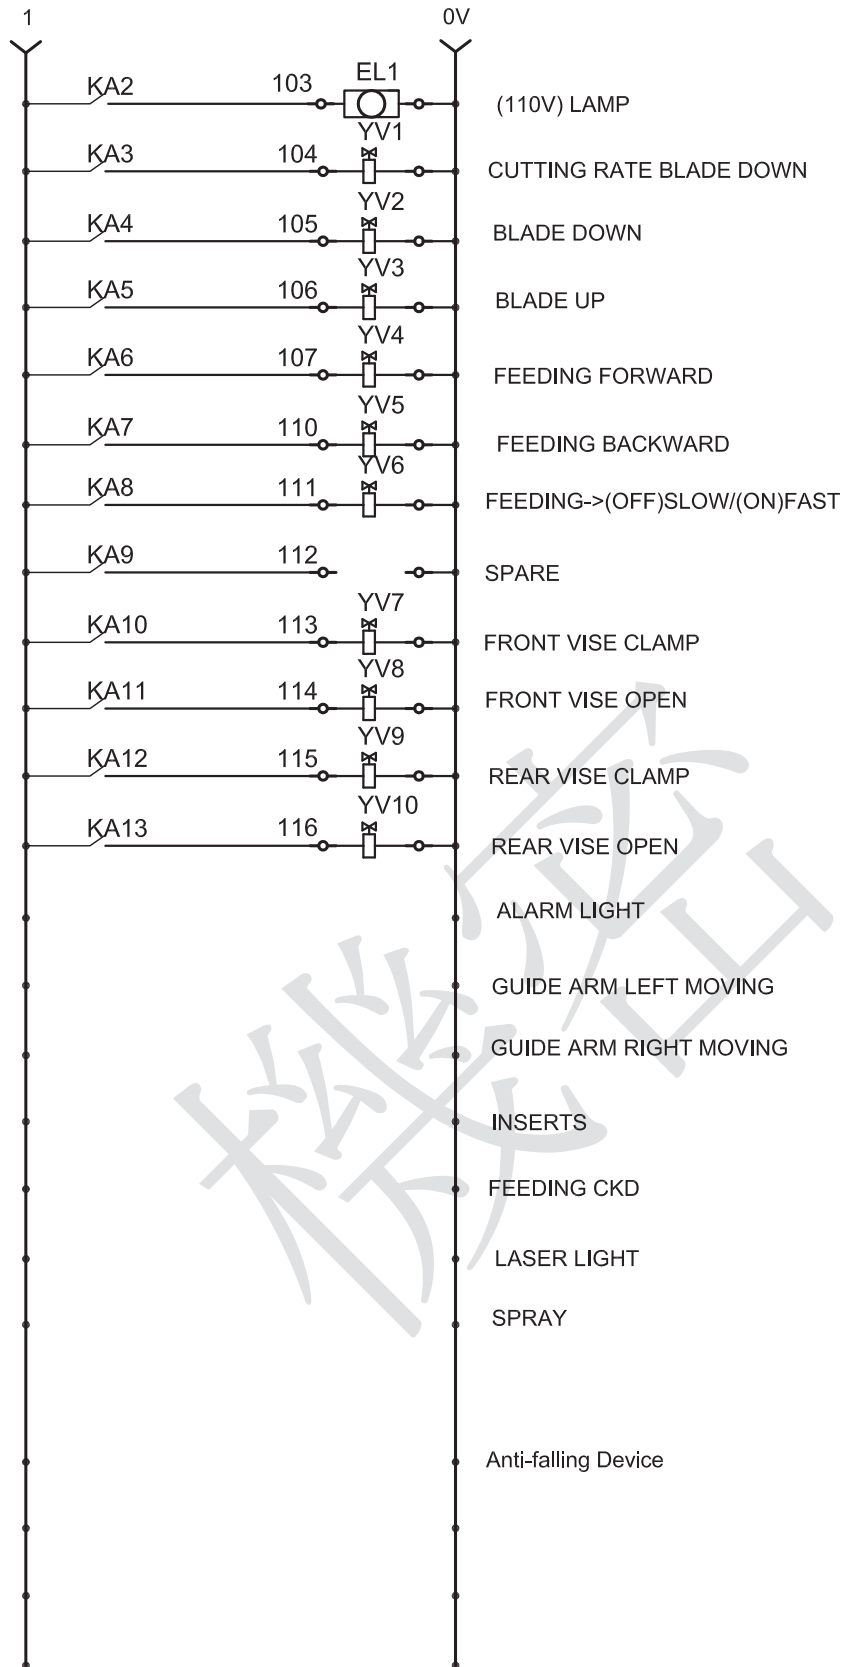 1 0V
KA2 103 EL1 (110V) LAMP
KA3 104 YV1 CUTTING RATE BLADE DOWN
KA4 105 YV2 BLADE DOWN
KA5 106 YV3 BLADE UP
KA6 107 YV4 FEEDING FORWARD
KA7 110 YV5 FEEDING BACKWARD
KA8 111 YV6 FEEDING->(OFF)SLOW/(ON)FAST
KA9 112 SPARE
KA10 113 YV7 FRONT VISE CLAMP
KA11 114 YV8 FRONT VISE OPEN
KA12 115 YV9 REAR VISE CLAMP
KA13 116 YV10 REAR VISE OPEN
ALARM LIGHT
GUIDE ARM LEFT MOVING
GUIDE ARM RIGHT MOVING
INSERTS
FEEDING CKD
LASER LIGHT
SPRAY
Anti-falling Device
機密